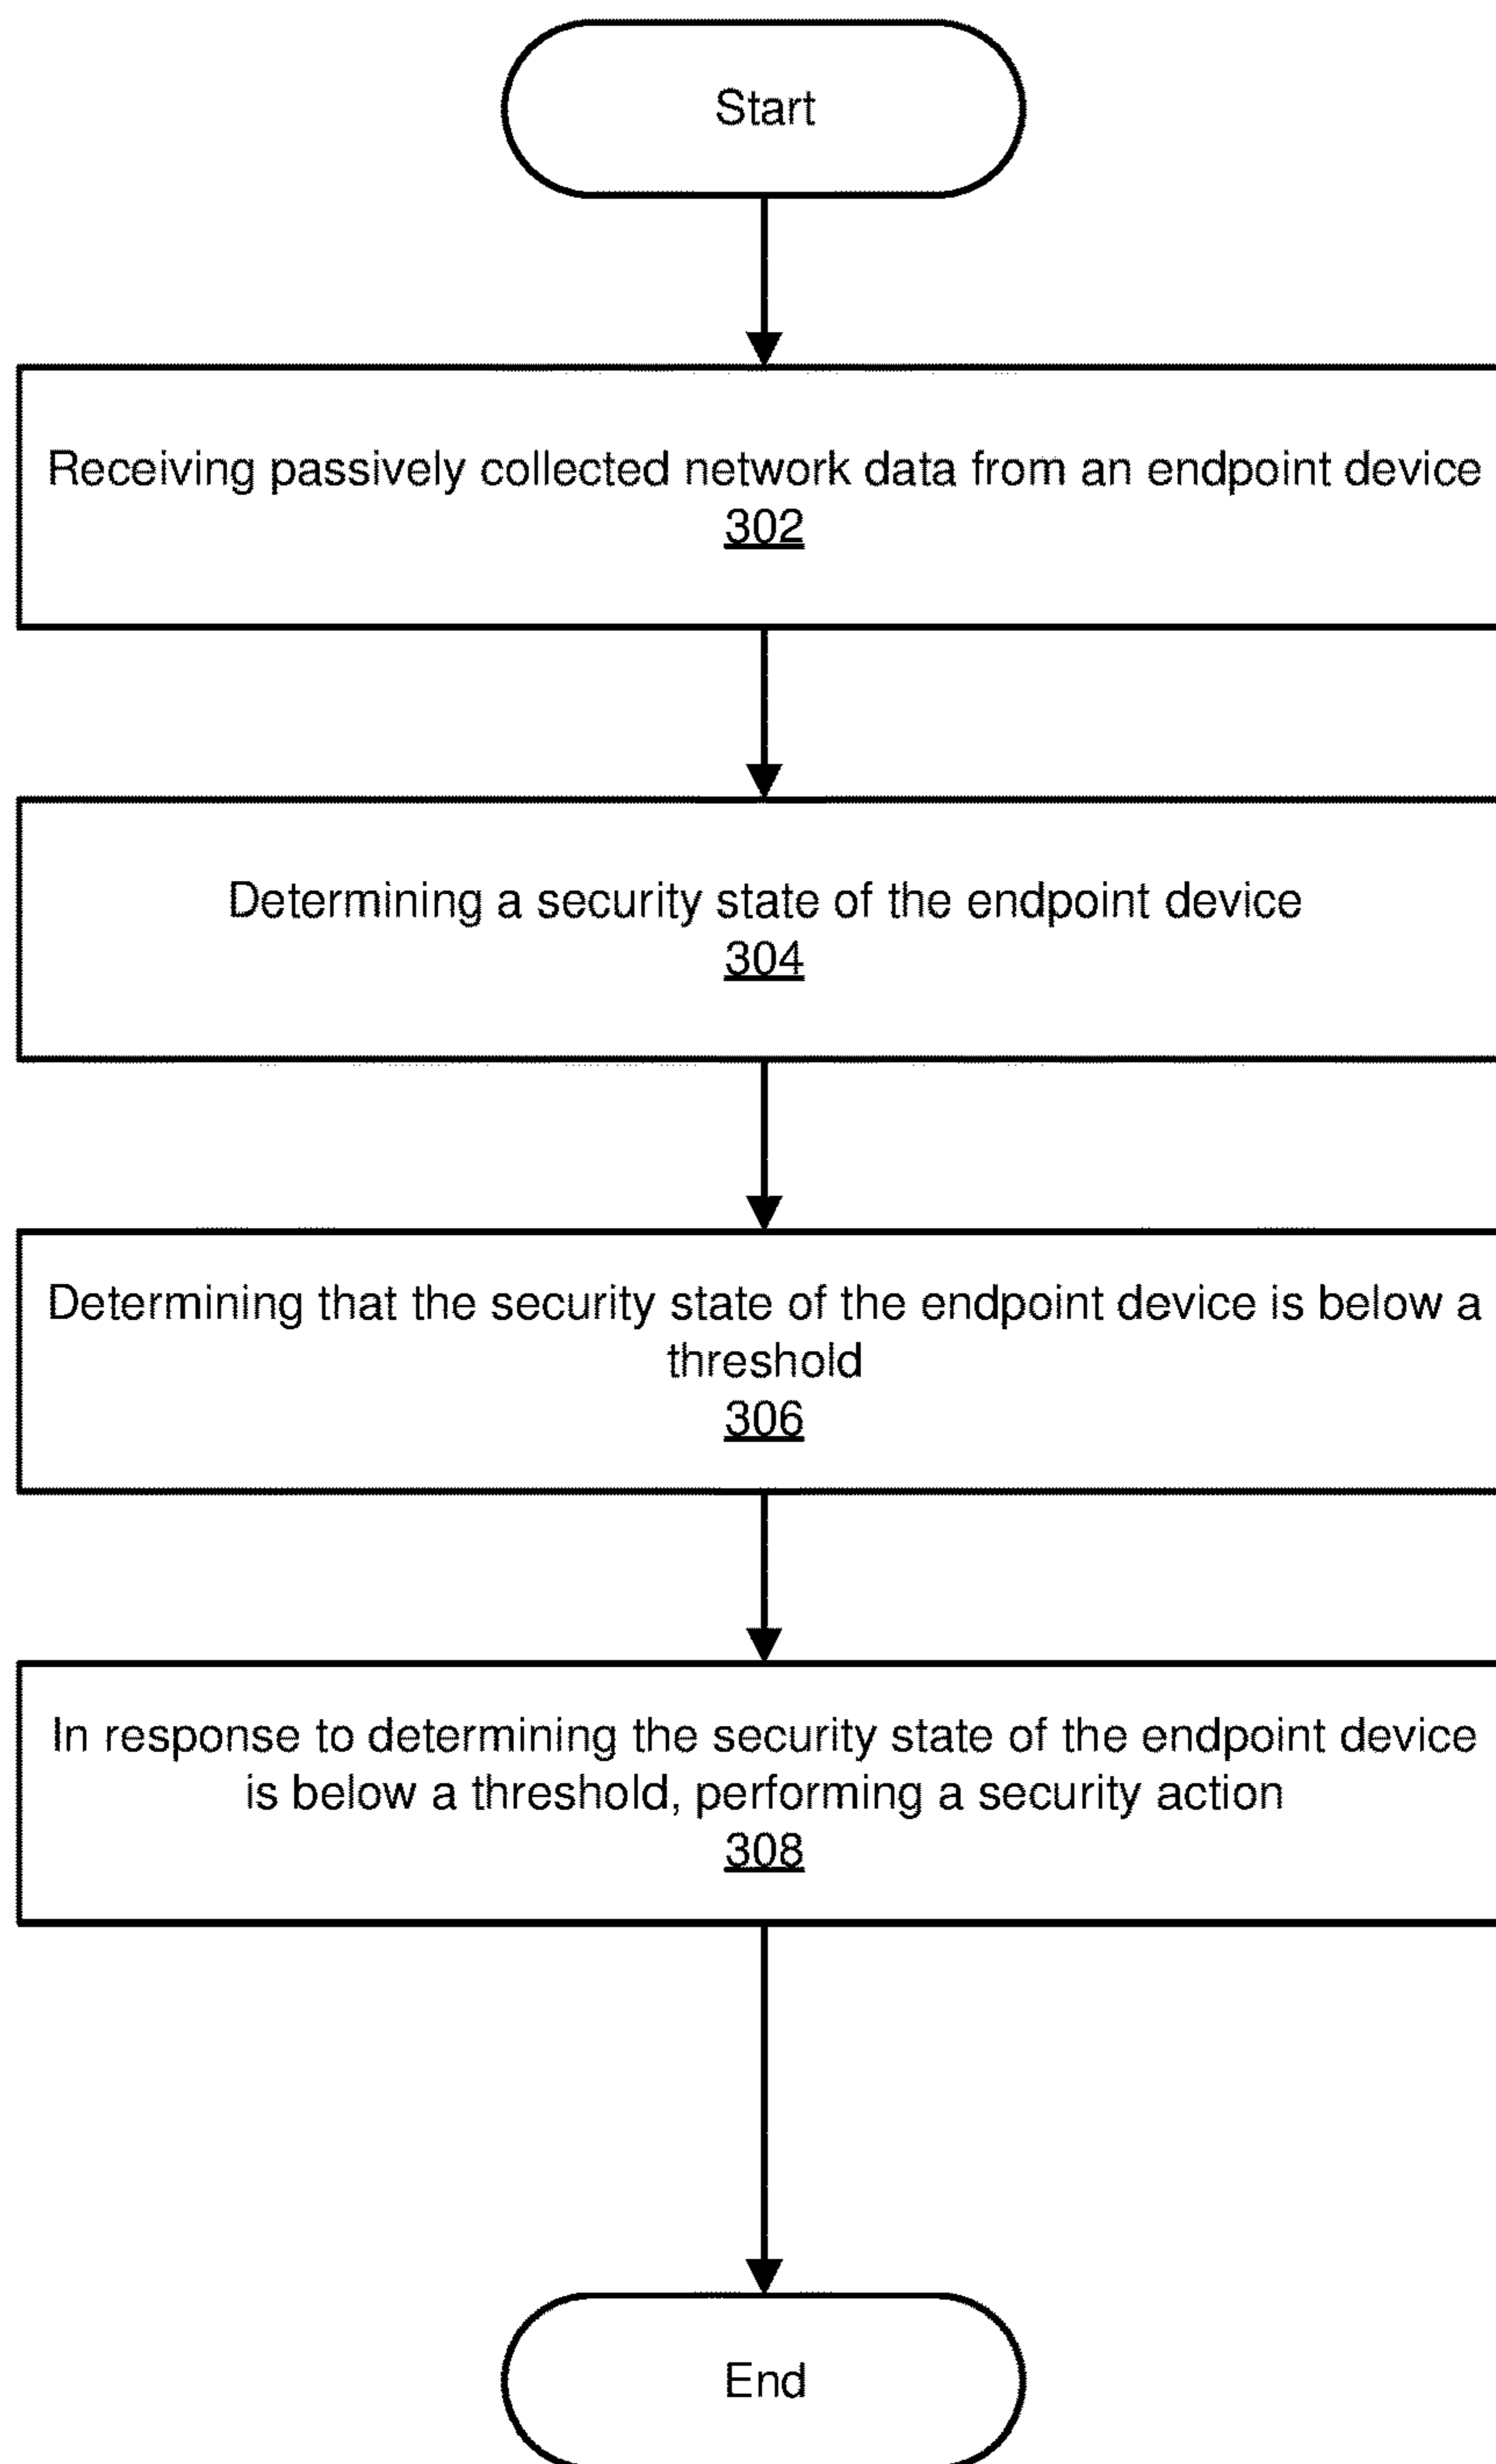 Start
Receiving passively collected network data from an endpoint device
302
Determining a security state of the endpoint device
304
Determining that the security state of the endpoint device is below a
threshold
306
In response to determining the security state of the endpoint device
is below a threshold, performing a security action
308
End